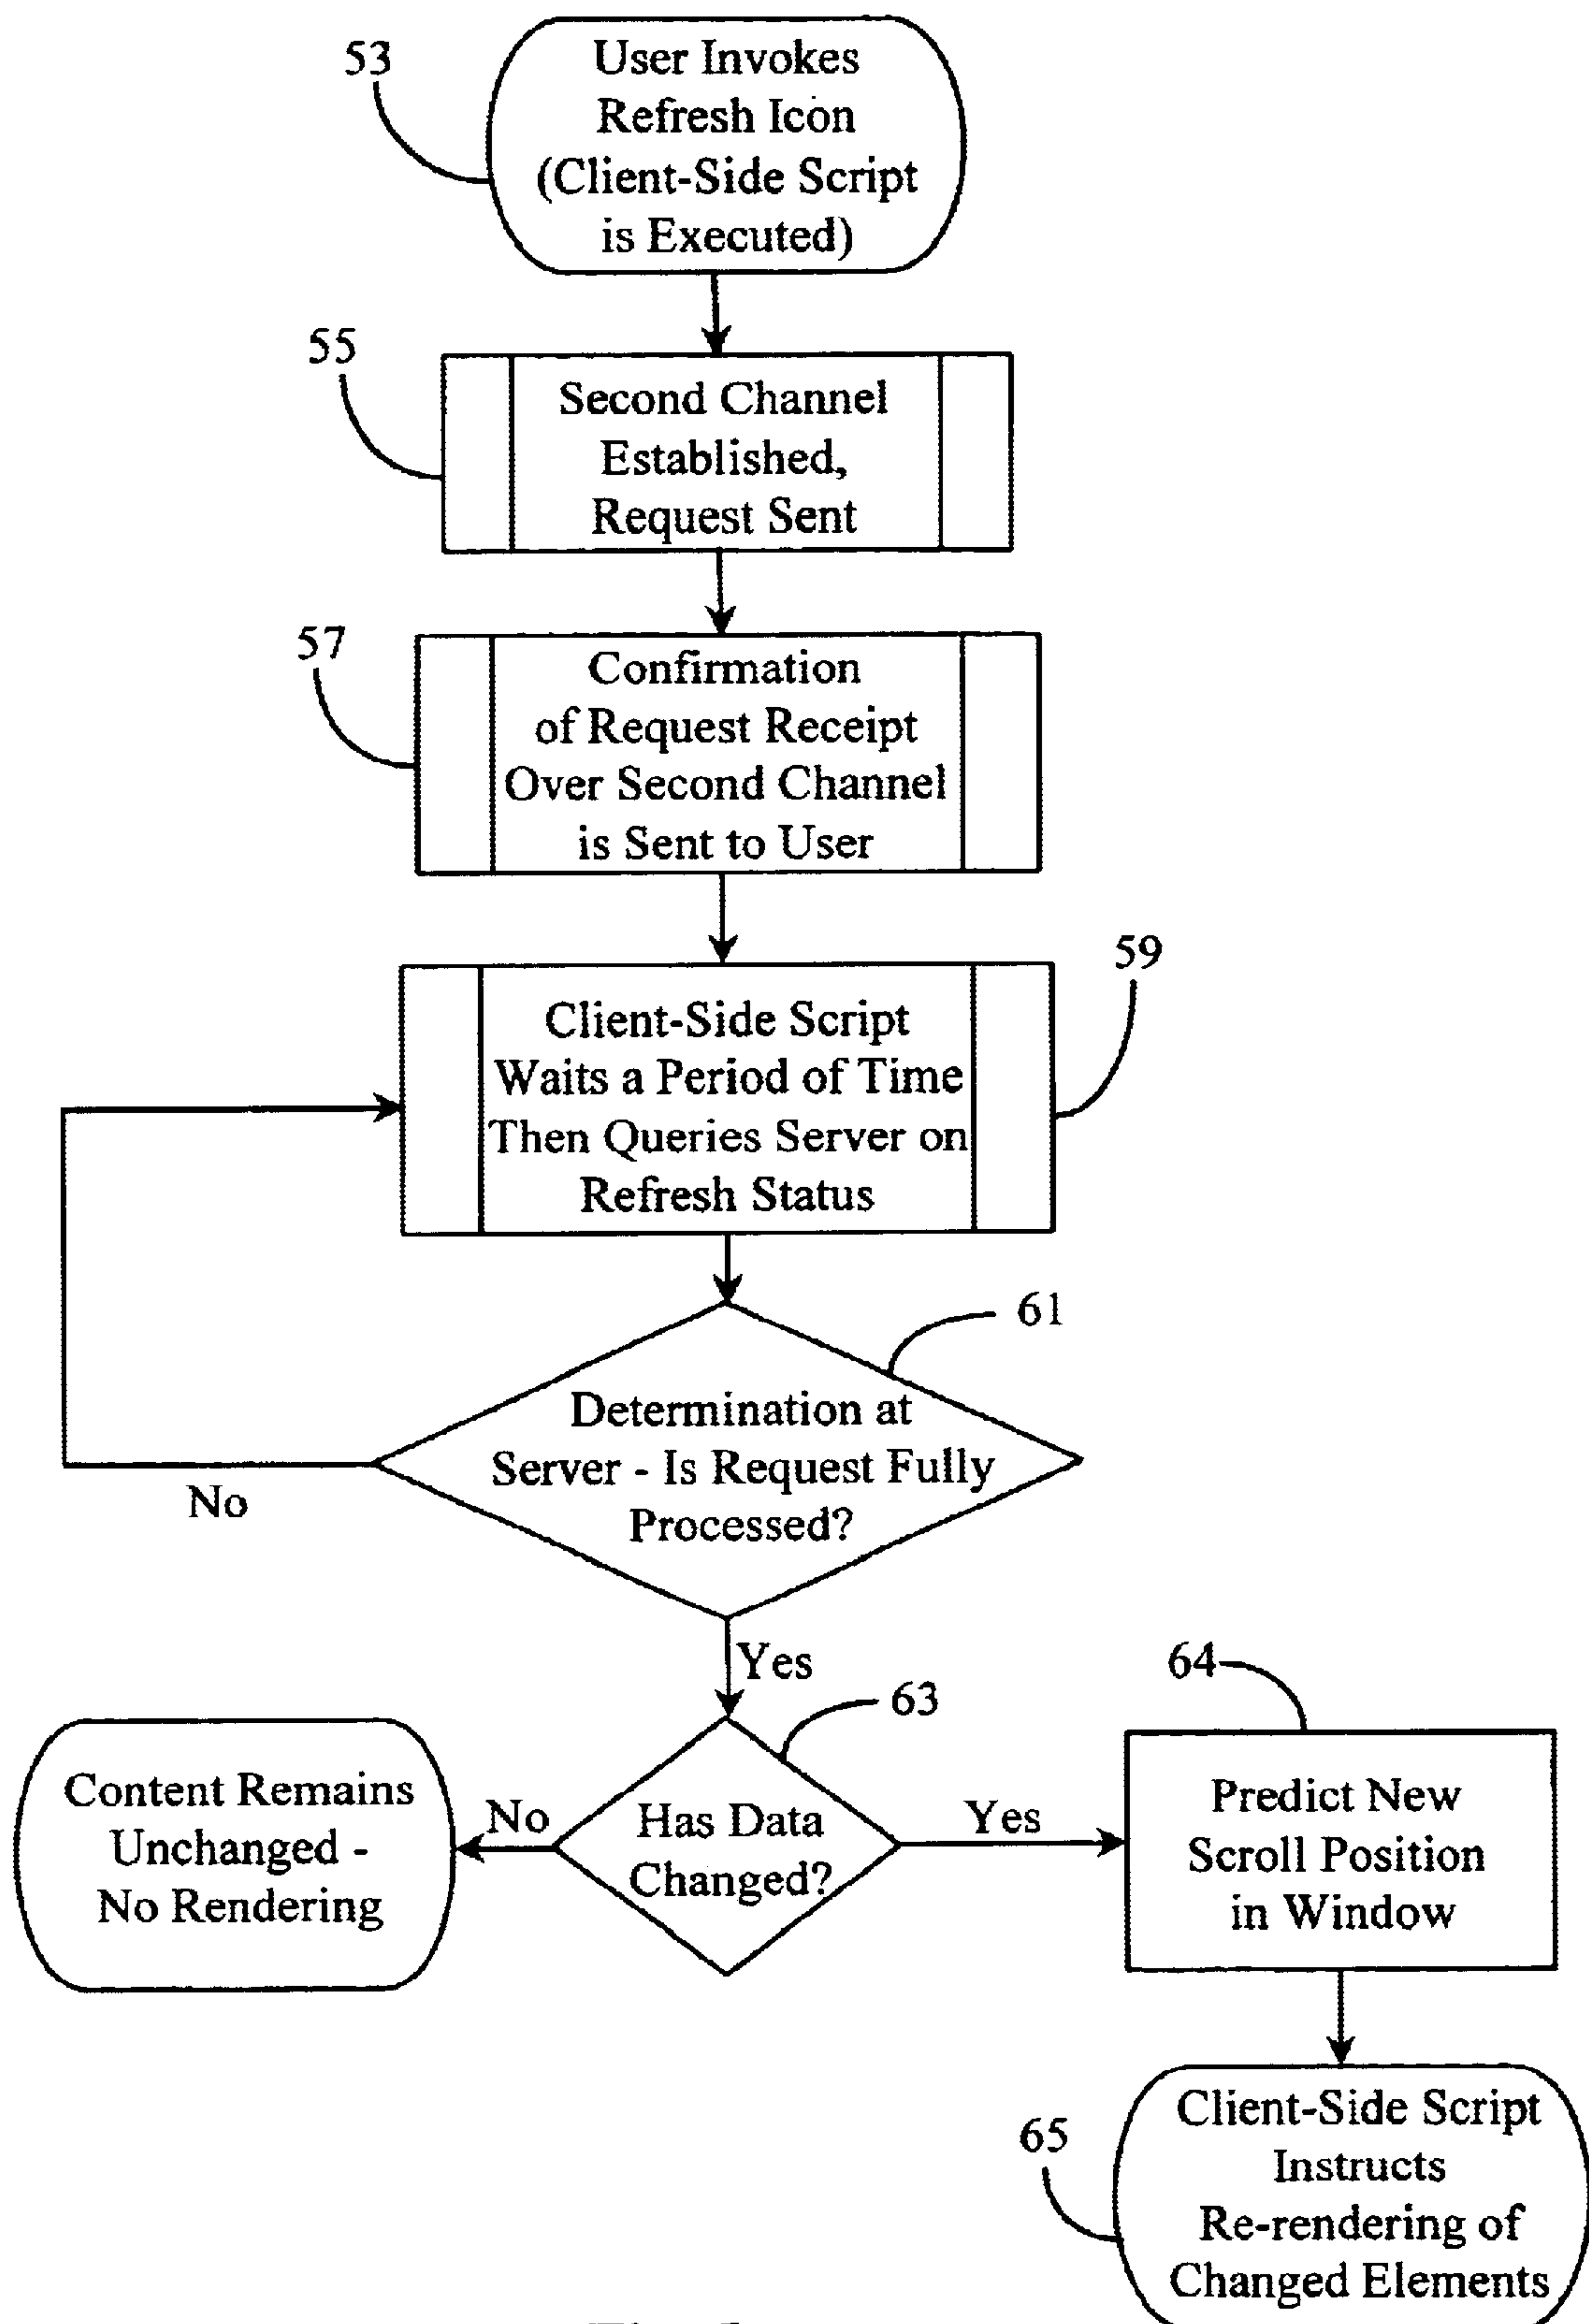 53
User Invokes
Refresh Icon
(Client-Side Script
is Executed)
55
Second Channel
Established,
Request Sent
57
Confirmation
of Request Receipt
Over Second Channel
is Sent to User
59
Client-Side Script
Waits a Period of Time
Then Queries Server on
Refresh Status
61
Determination at
Server - Is Request Fully
Processed?
No
Yes
63
64
Content Remains
Unchanged -
No Rendering
No
Has Data
Changed?
Yes
Predict New
Scroll Position
in Window
65
Client-Side Script
Instructs
Re-rendering of
Changed Elements